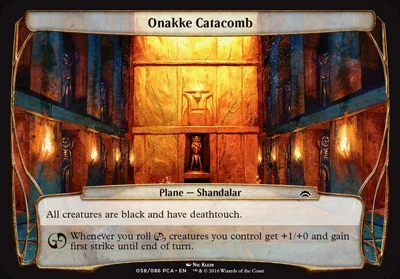 Onakke Catacomb
Plane — Shandalar
All creatures are black and have deathtouch.
Whenever you roll, creatures you control get +1/+0 and gain
first strike until end of turn.
Nic Klein
058/086 PCA • EN ™ & © 2016 Wizards of the Coast